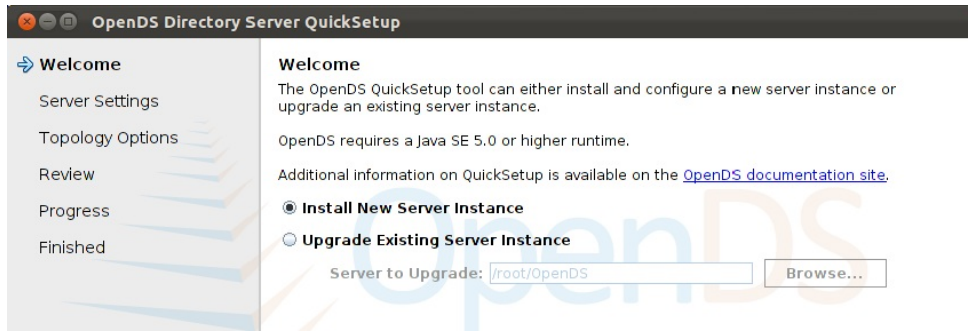 OpenDS Directory Server QuickSetup
Welcome
Server Settings
Topology Options
Review
Progress
Finished
Welcome
The OpenDS QuickSetup tool can either install and configure a new server instance or
upgrade an existing server instance.
OpenDS requires a Java SE 5.0 or higher runtime.
Additional information on QuickSetup is available on the OpenDS documentation site.
Install New Server Instance
Upgrade Existing Server Instance
Server to Upgrade: /root/OpenDS Browse...
OpenDS